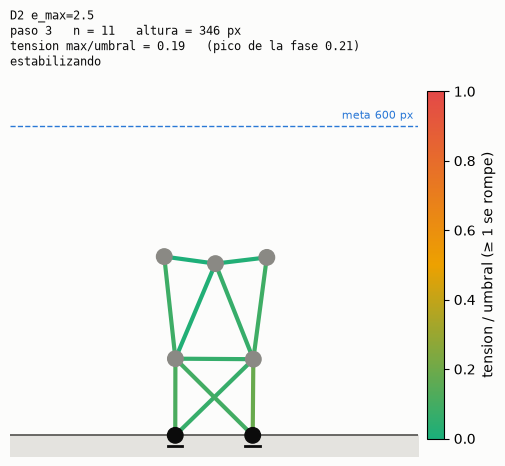 D2 e_max=2.5
paso 3   n = 11   altura = 346 px
tension max/umbral = 0.19   (pico de la fase 0.21)
estabilizando
meta 600 px
1.0
0.8
0.6
0.4
0.2
0.0
tension / umbral (≥ 1 se rompe)